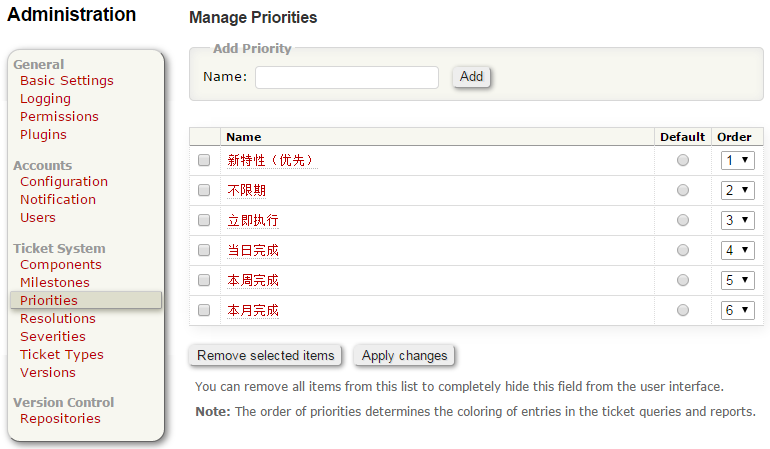 Administration
General
Basic Settings
Logging
Permissions
Plugins
Accounts
Configuration
Notification
Users
Ticket System
Components
Milestones
Priorities
Resolutions
Severities
Ticket Types
Versions
Version Control
Repositories
Manage Priorities
Add Priority
Name: Add
Name Default Order
新特性（优先） 1
不限期 2
立即执行 3
当日完成 4
本周完成 5
本月完成 6
Remove selected items Apply changes
You can remove all items from this list to completely hide this field from the user interface.
Note: The order of priorities determines the coloring of entries in the ticket queries and reports.